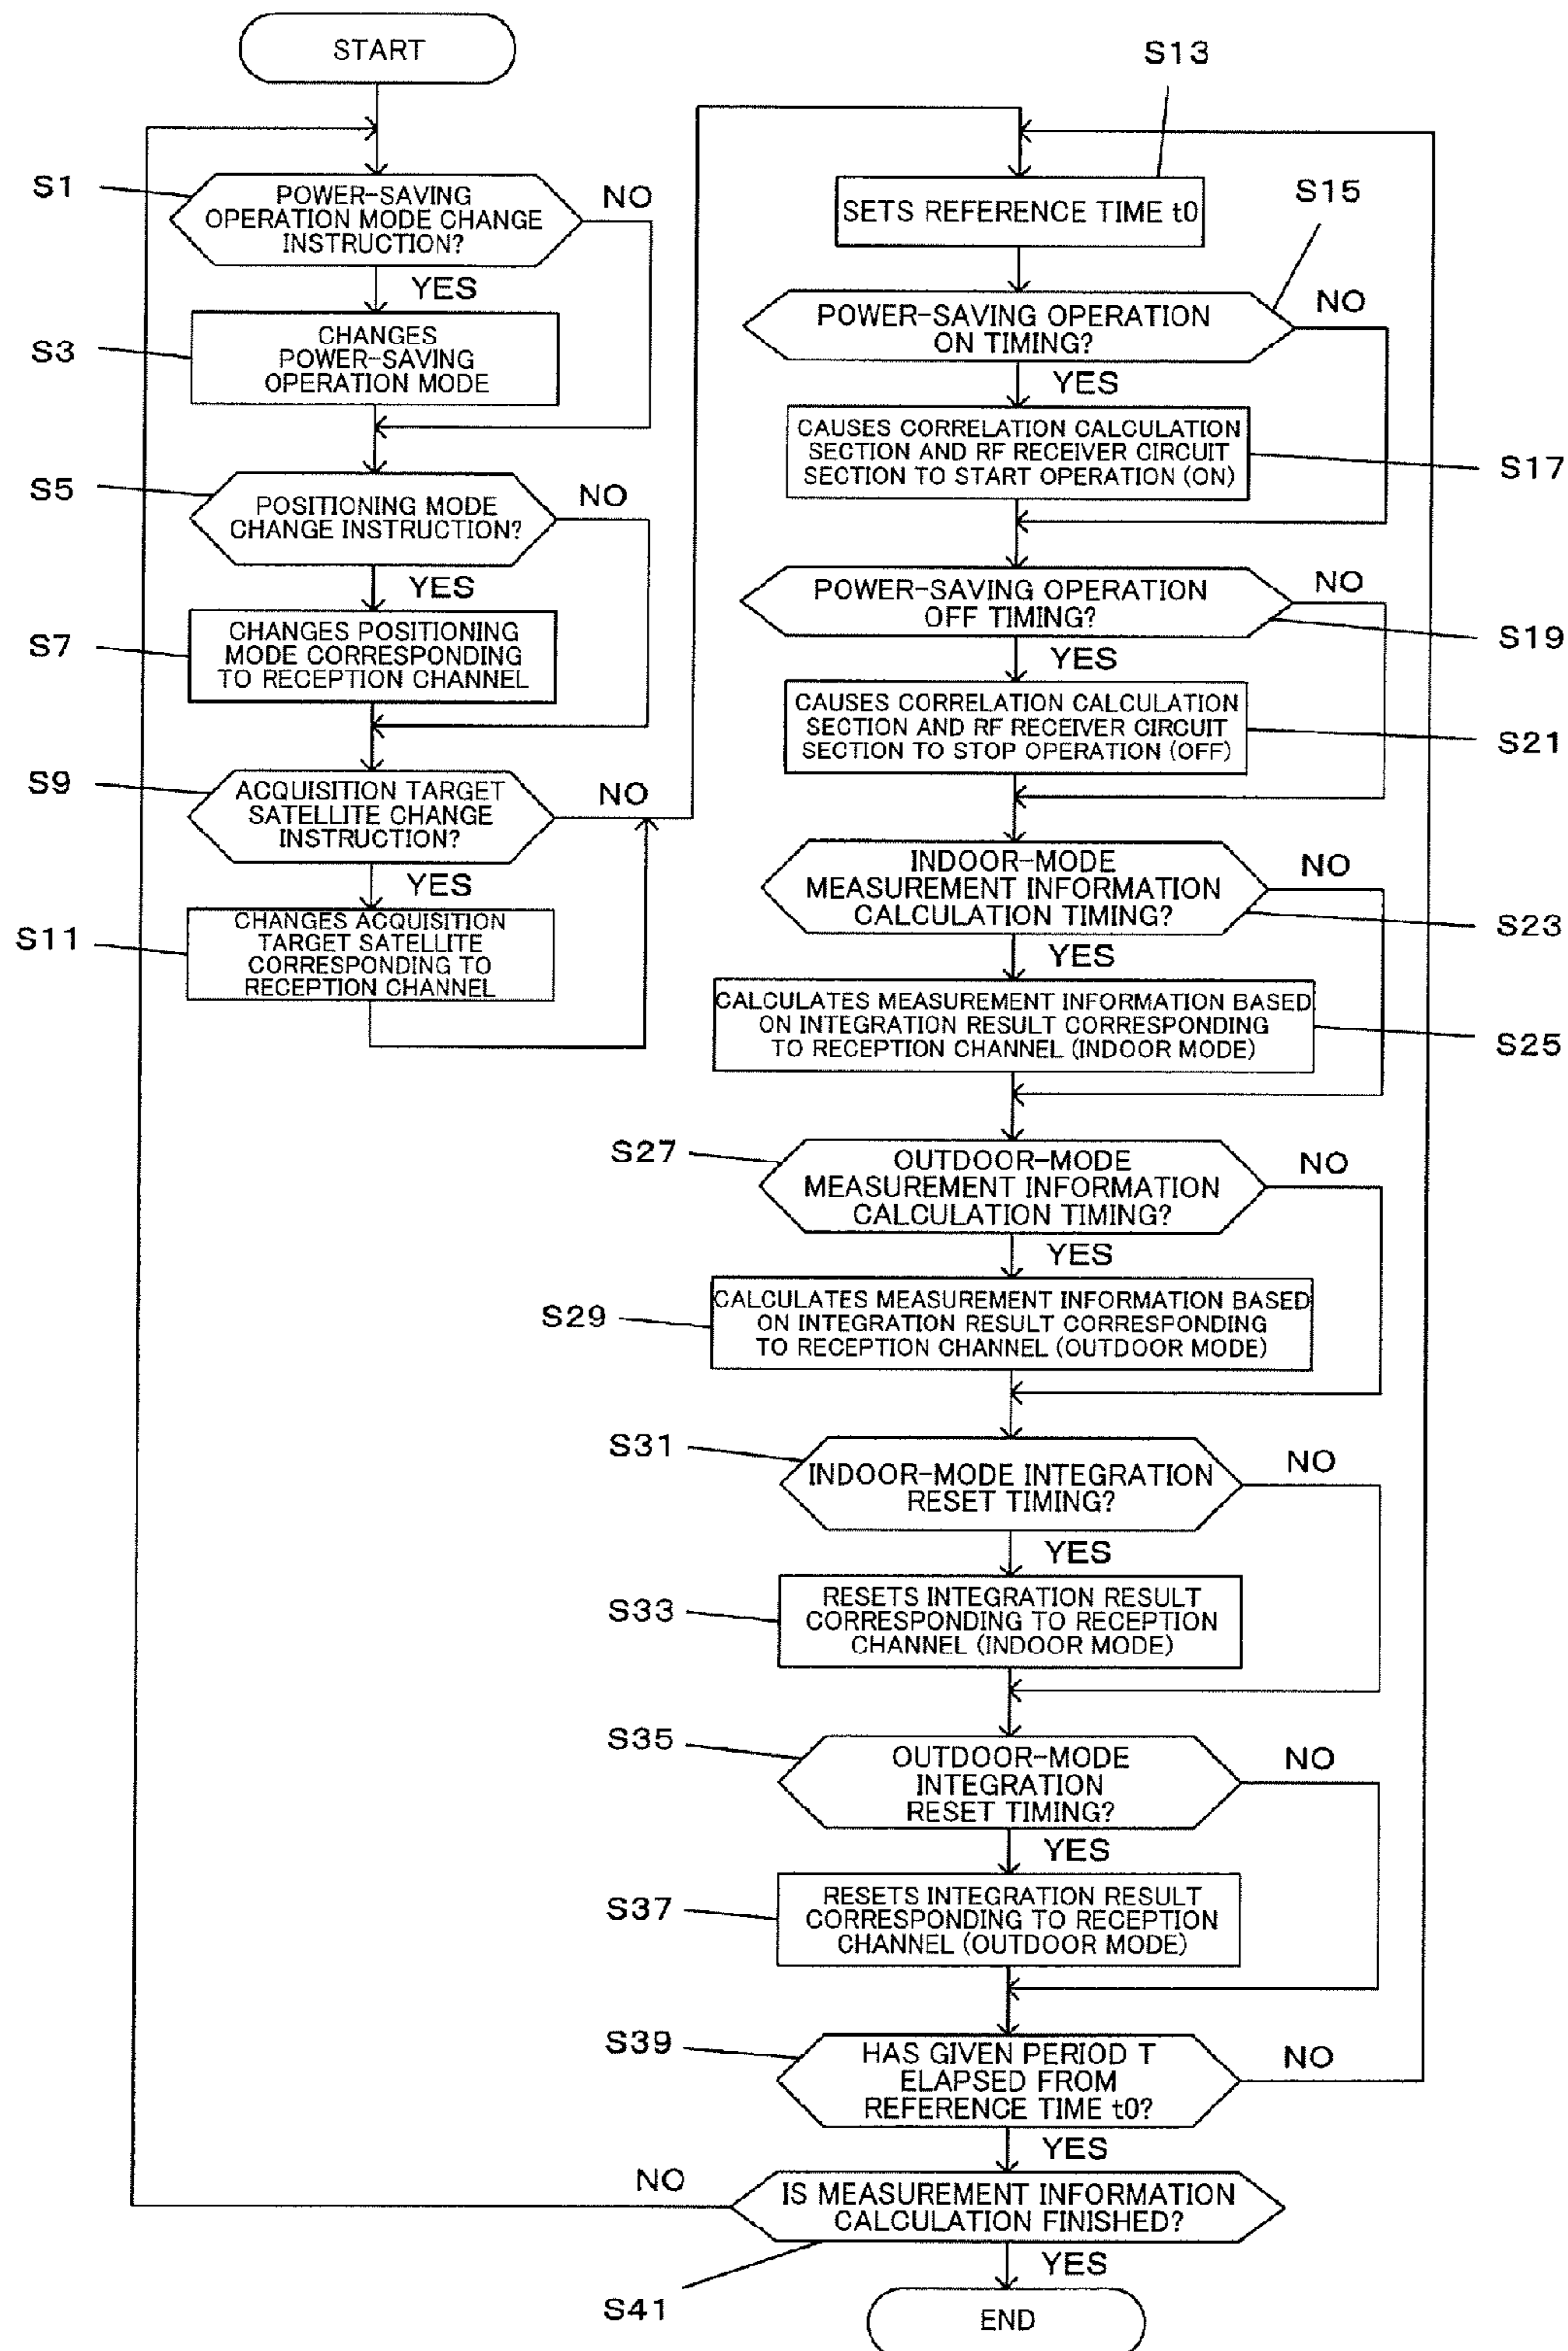 START
S1
POWER-SAVING
OPERATION MODE CHANGE
INSTRUCTION?
NO
YES
S3
CHANGES
POWER-SAVING
OPERATION MODE
S5
POSITIONING MODE
CHANGE INSTRUCTION?
NO
YES
S7
CHANGES POSITIONING
MODE CORRESPONDING
TO RECEPTION CHANNEL
S9
ACQUISITION TARGET
SATELLITE CHANGE
INSTRUCTION?
NO
YES
S11
CHANGES ACQUISITION
TARGET SATELLITE
CORRESPONDING TO
RECEPTION CHANNEL
S13
SETS REFERENCE TIME t0
S15
POWER-SAVING OPERATION
ON TIMING?
NO
YES
CAUSES CORRELATION CALCULATION
SECTION AND RF RECEIVER CIRCUIT
SECTION TO START OPERATION (ON)
S17
POWER-SAVING OPERATION
OFF TIMING?
NO
S19
YES
CAUSES CORRELATION CALCULATION
SECTION AND RF RECEIVER CIRCUIT
SECTION TO STOP OPERATION (OFF)
S21
INDOOR-MODE
MEASUREMENT INFORMATION
CALCULATION TIMING?
NO
S23
YES
CALCULATES MEASUREMENT INFORMATION BASED
ON INTEGRATION RESULT CORRESPONDING
TO RECEPTION CHANNEL (INDOOR MODE)
S25
S27
OUTDOOR-MODE
MEASUREMENT INFORMATION
CALCULATION TIMING?
NO
YES
S29
CALCULATES MEASUREMENT INFORMATION BASED
ON INTEGRATION RESULT CORRESPONDING
TO RECEPTION CHANNEL (OUTDOOR MODE)
S31
INDOOR-MODE INTEGRATION
RESET TIMING?
NO
YES
S33
RESETS INTEGRATION RESULT
CORRESPONDING TO RECEPTION
CHANNEL (INDOOR MODE)
S35
OUTDOOR-MODE
INTEGRATION
RESET TIMING?
NO
YES
S37
RESETS INTEGRATION RESULT
CORRESPONDING TO RECEPTION
CHANNEL (OUTDOOR MODE)
S39
HAS GIVEN PERIOD T
ELAPSED FROM
REFERENCE TIME t0?
NO
YES
NO
IS MEASUREMENT INFORMATION
CALCULATION FINISHED?
YES
S41
END